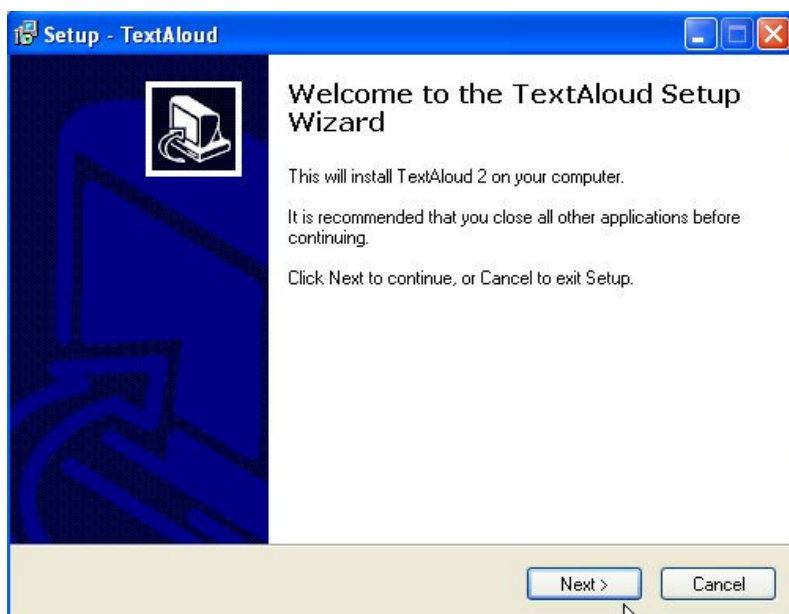 Setup - TextAloud
Welcome to the TextAloud Setup
Wizard
This will install TextAloud 2 on your computer.
It is recommended that you close all other applications before
continuing.
Click Next to continue, or Cancel to exit Setup.
Next > Cancel